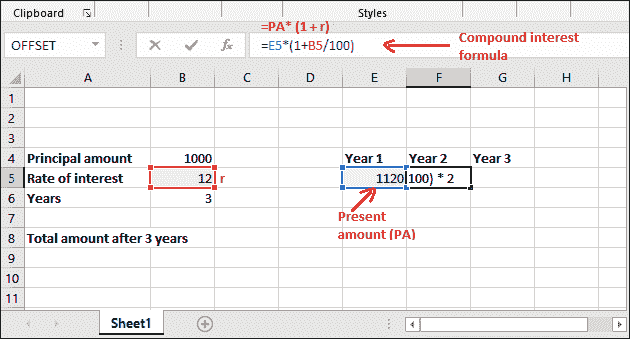 Clipboard Styles
=PA* (1 + r)
OFFSET fx =E5*(1+B5/100)
Compound interest
formula
A B C D E F G H
1
2
3
4 Principal amount 1000 Year 1 Year 2 Year 3
5 Rate of interest 12 r 1120 100) * 2
6 Years 3
7 Present
amount (PA)
8 Total amount after 3 years
9
10
11
Sheet1